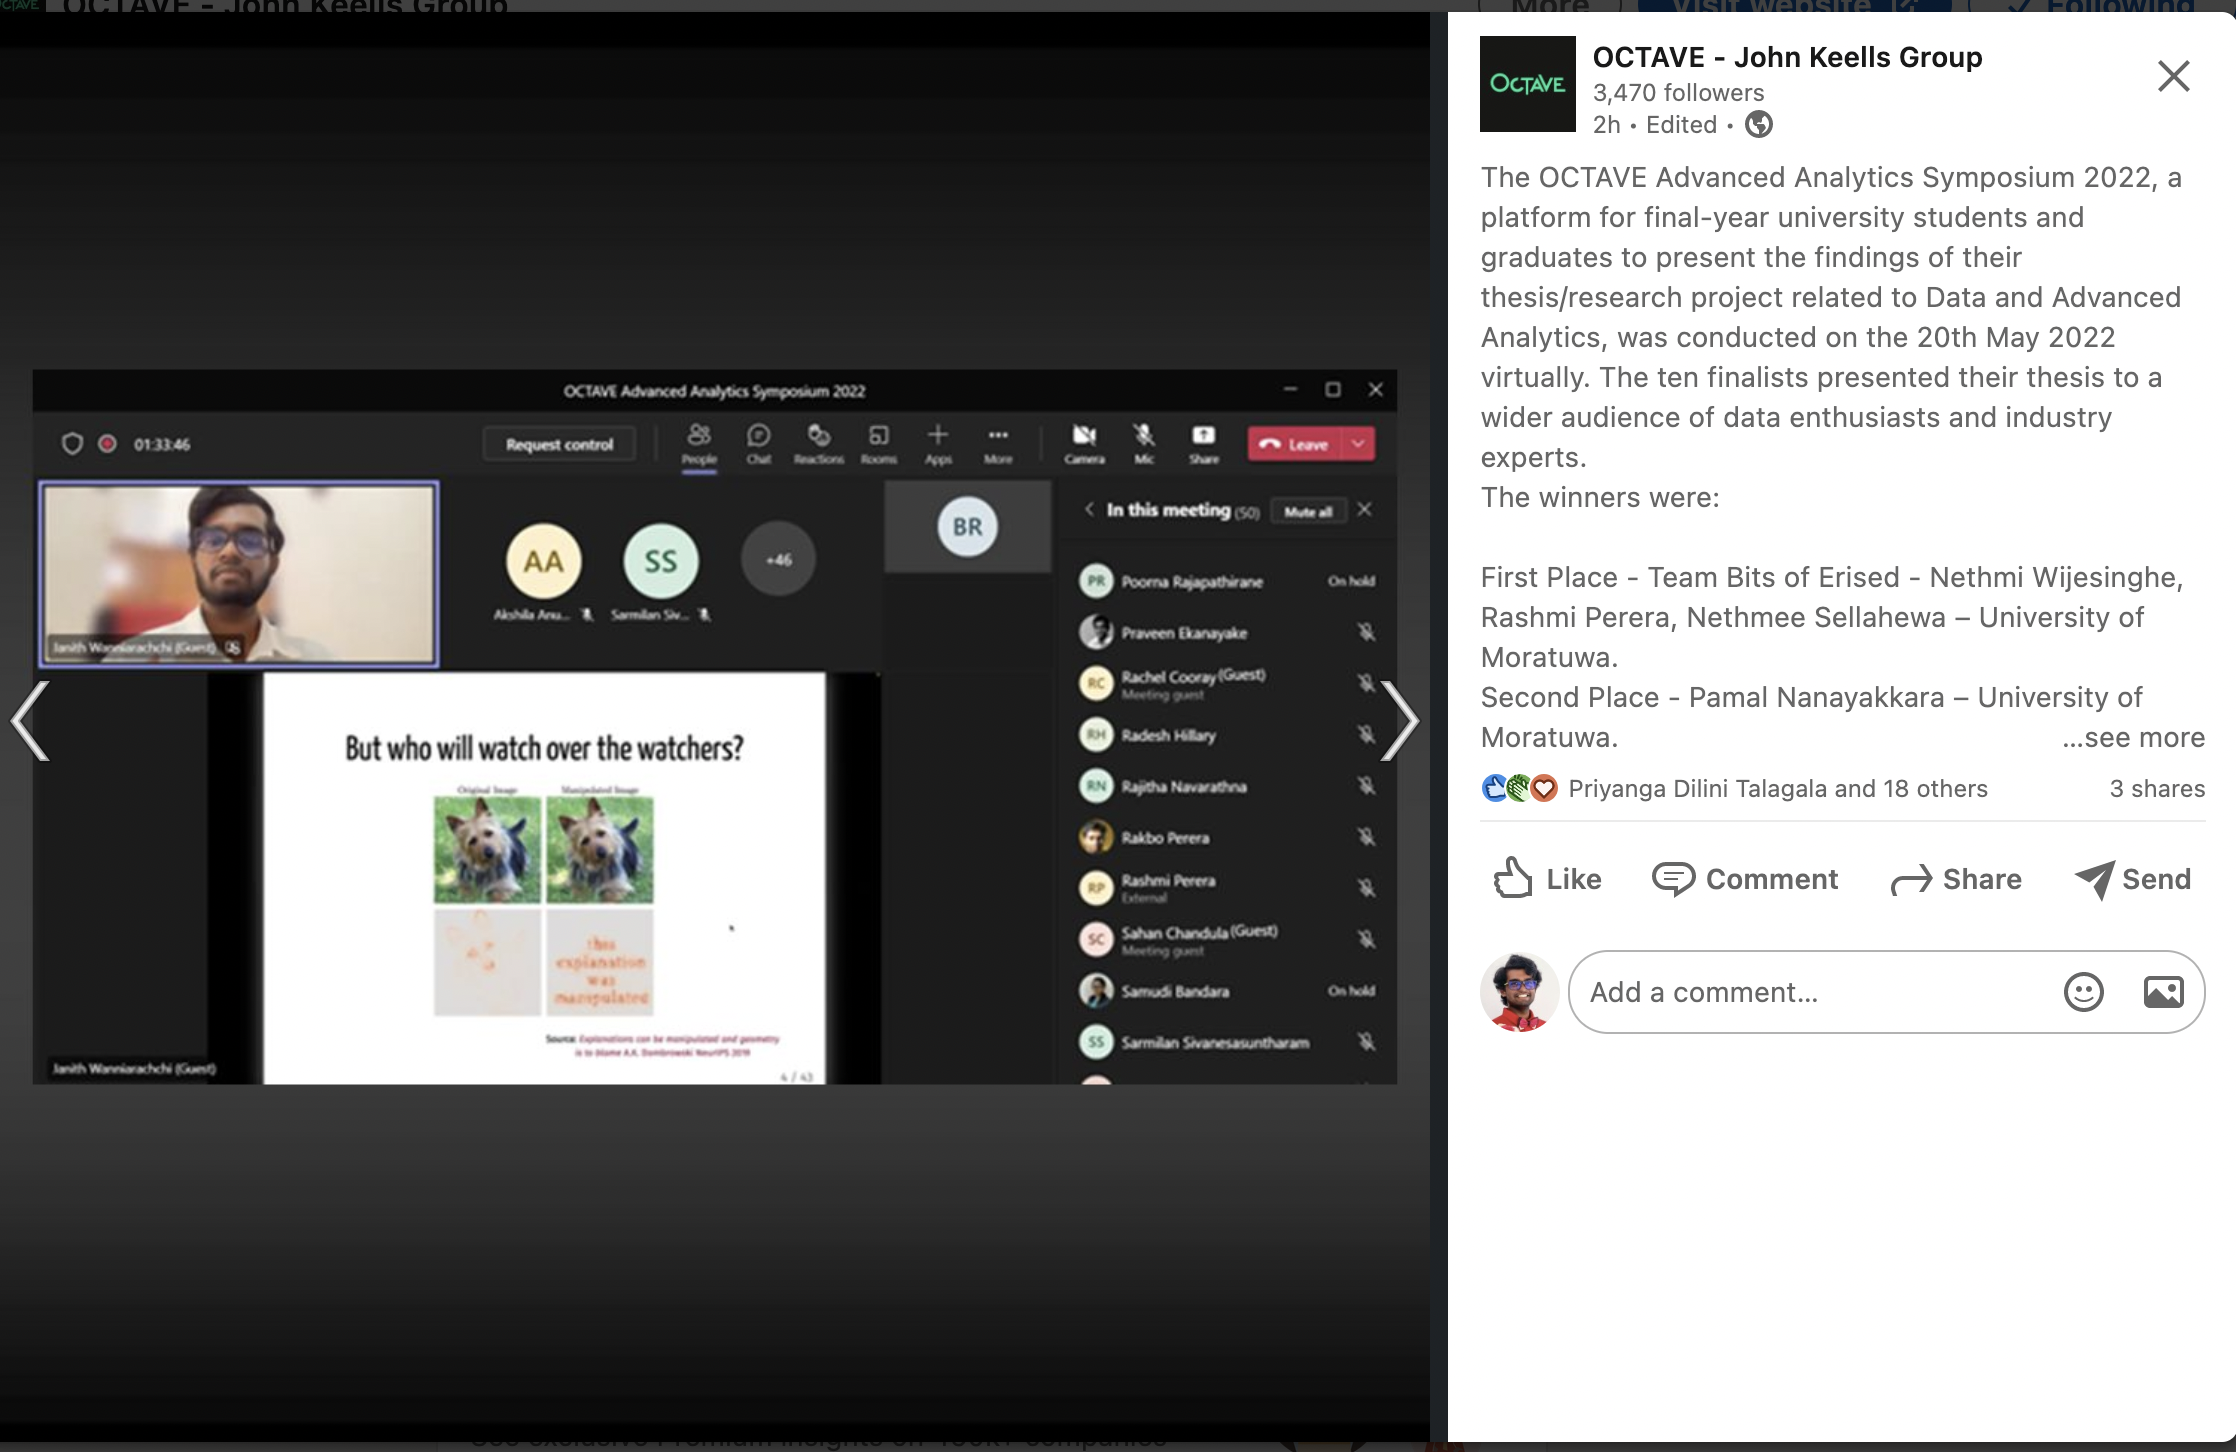 OCTAVE - John Keells Group
More
Visit website
Following
OCTAVE Advanced Analytics Symposium 2022
01:33:46
Request control
People
Chat
Reactions
Rooms
Apps
More
Camera
Mic
Share
Leave
Janith Wanniarachchi (Guest)
AA
Akshila Anu...
SS
Sarmilan Siv...
+46
BR
In this meeting (50)
Mute all
PR
Poorna Rajapathirane
On hold
Praveen Ekanayake
RC
Rachel Cooray (Guest)
Meeting guest
RH
Radesh Hillary
RN
Rajitha Navarathna
Rakbo Perera
RP
Rashmi Perera
External
SC
Sahan Chandula (Guest)
Meeting guest
Samudi Bandara
On hold
SS
Sarmilan Sivanesasuntharam
But who will watch over the watchers?
Original Image
Manipulated Image
this
explanation
was
manipulated
Source: Explanations can be manipulated and geometry
is to blame A.A. Dombrowski NeurIPS 2019
4 / 43
Janith Wanniarachchi (Guest)
OCTAVE
OCTAVE - John Keells Group
3,470 followers
2h • Edited •
The OCTAVE Advanced Analytics Symposium 2022, a
platform for final-year university students and
graduates to present the findings of their
thesis/research project related to Data and Advanced
Analytics, was conducted on the 20th May 2022
virtually. The ten finalists presented their thesis to a
wider audience of data enthusiasts and industry
experts.
The winners were:
First Place - Team Bits of Erised - Nethmi Wijesinghe,
Rashmi Perera, Nethmee Sellahewa – University of
Moratuwa.
Second Place - Pamal Nanayakkara – University of
Moratuwa.
...see more
Priyanga Dilini Talagala and 18 others
3 shares
Like
Comment
Share
Send
Add a comment...